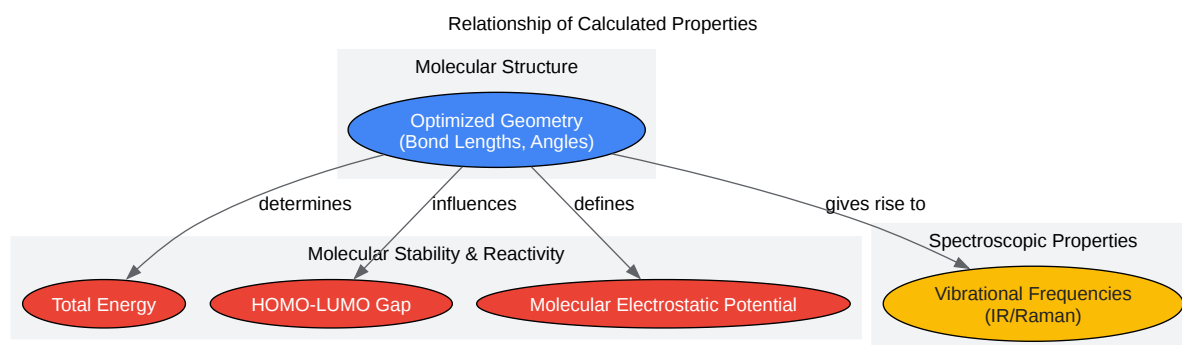 Relationship of Calculated Properties
Molecular Structure
Optimized Geometry
(Bond Lengths, Angles)
determines
influences
defines
gives rise to
Molecular Stability & Reactivity
Spectroscopic Properties
Total Energy
HOMO-LUMO Gap
Molecular Electrostatic Potential
Vibrational Frequencies
(IR/Raman)